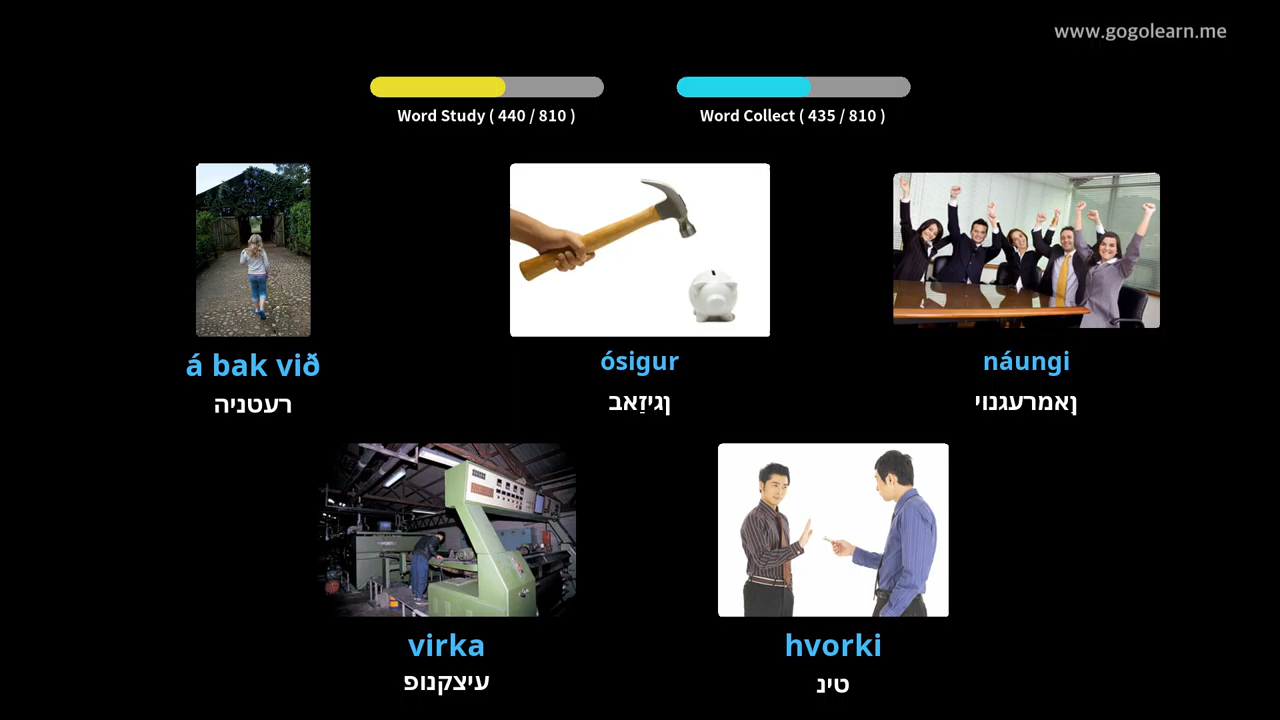 www.gogolearn.me
Word Study ( 440 / 810 )
Word Collect ( 435 / 810 )
á bak við
רעטניה
ósigur
ןגיזַאב
náungi
ןאמרעגנוי
virka
עיצקנופ
hvorki
טינ